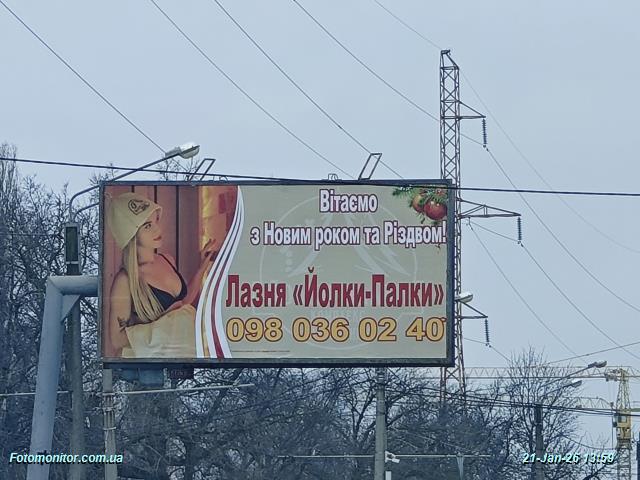 Вітаємо
з Новим роком та Різдвом!
Лазня «Йолки-Палки»
КОМПЛЕКС
098 036 02 40
Fotomonitor.com.ua
21-Jan-26 13:59